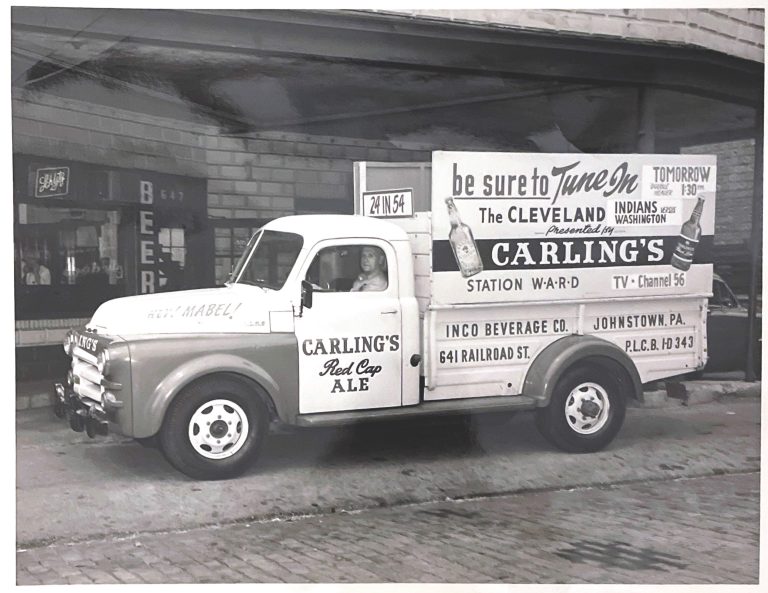 Schlitz
BEER
647
24 IN 54
be sure to Tune In
TOMORROW
DOUBLE HEADER 1:30
The CLEVELAND INDIANS VERSUS WASHINGTON
Presented by
CARLING'S
STATION W·A·R·D
TV · Channel 56
HEY! MABEL!
CARLING'S
CARLING'S
Red Cap
ALE
INCO BEVERAGE CO. JOHNSTOWN, PA.
641 RAILROAD ST. P.L.C.B. I-D 343